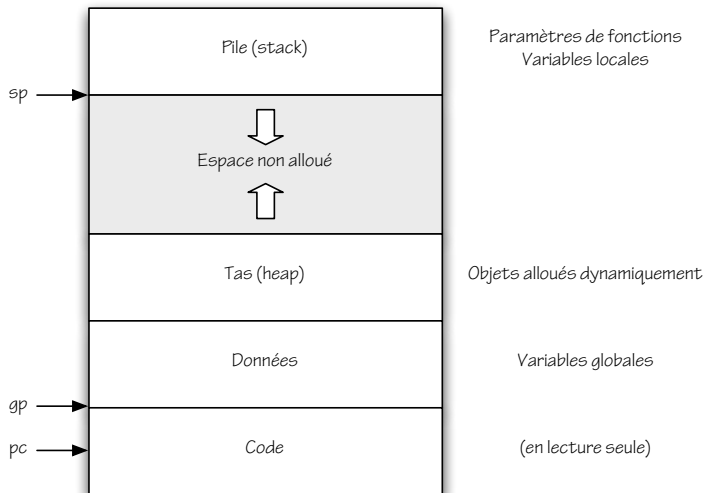 Pile (stack)
Paramètres de fonctions
Variables locales
sp
Espace non alloué
Tas (heap)
Objets alloués dynamiquement
Données
Variables globales
gp
pc
Code
(en lecture seule)